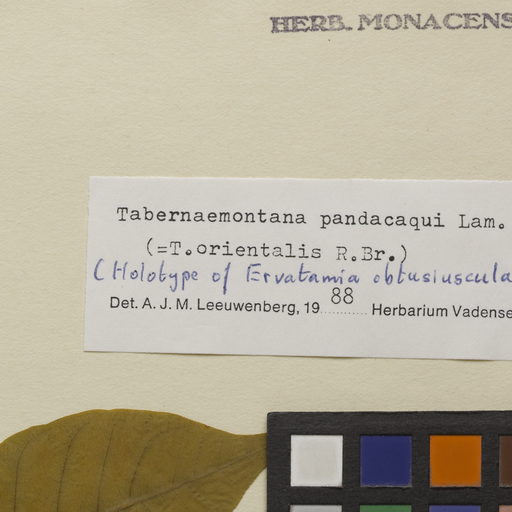 HERB. MONACENS
Tabernaemontana pandacaqui Lam.
(=T.orientalis R.Br.)
(Holotype of Ervatamia obtusiuscula
Det. A. J. M. Leeuwenberg, 1988 Herbarium Vadense